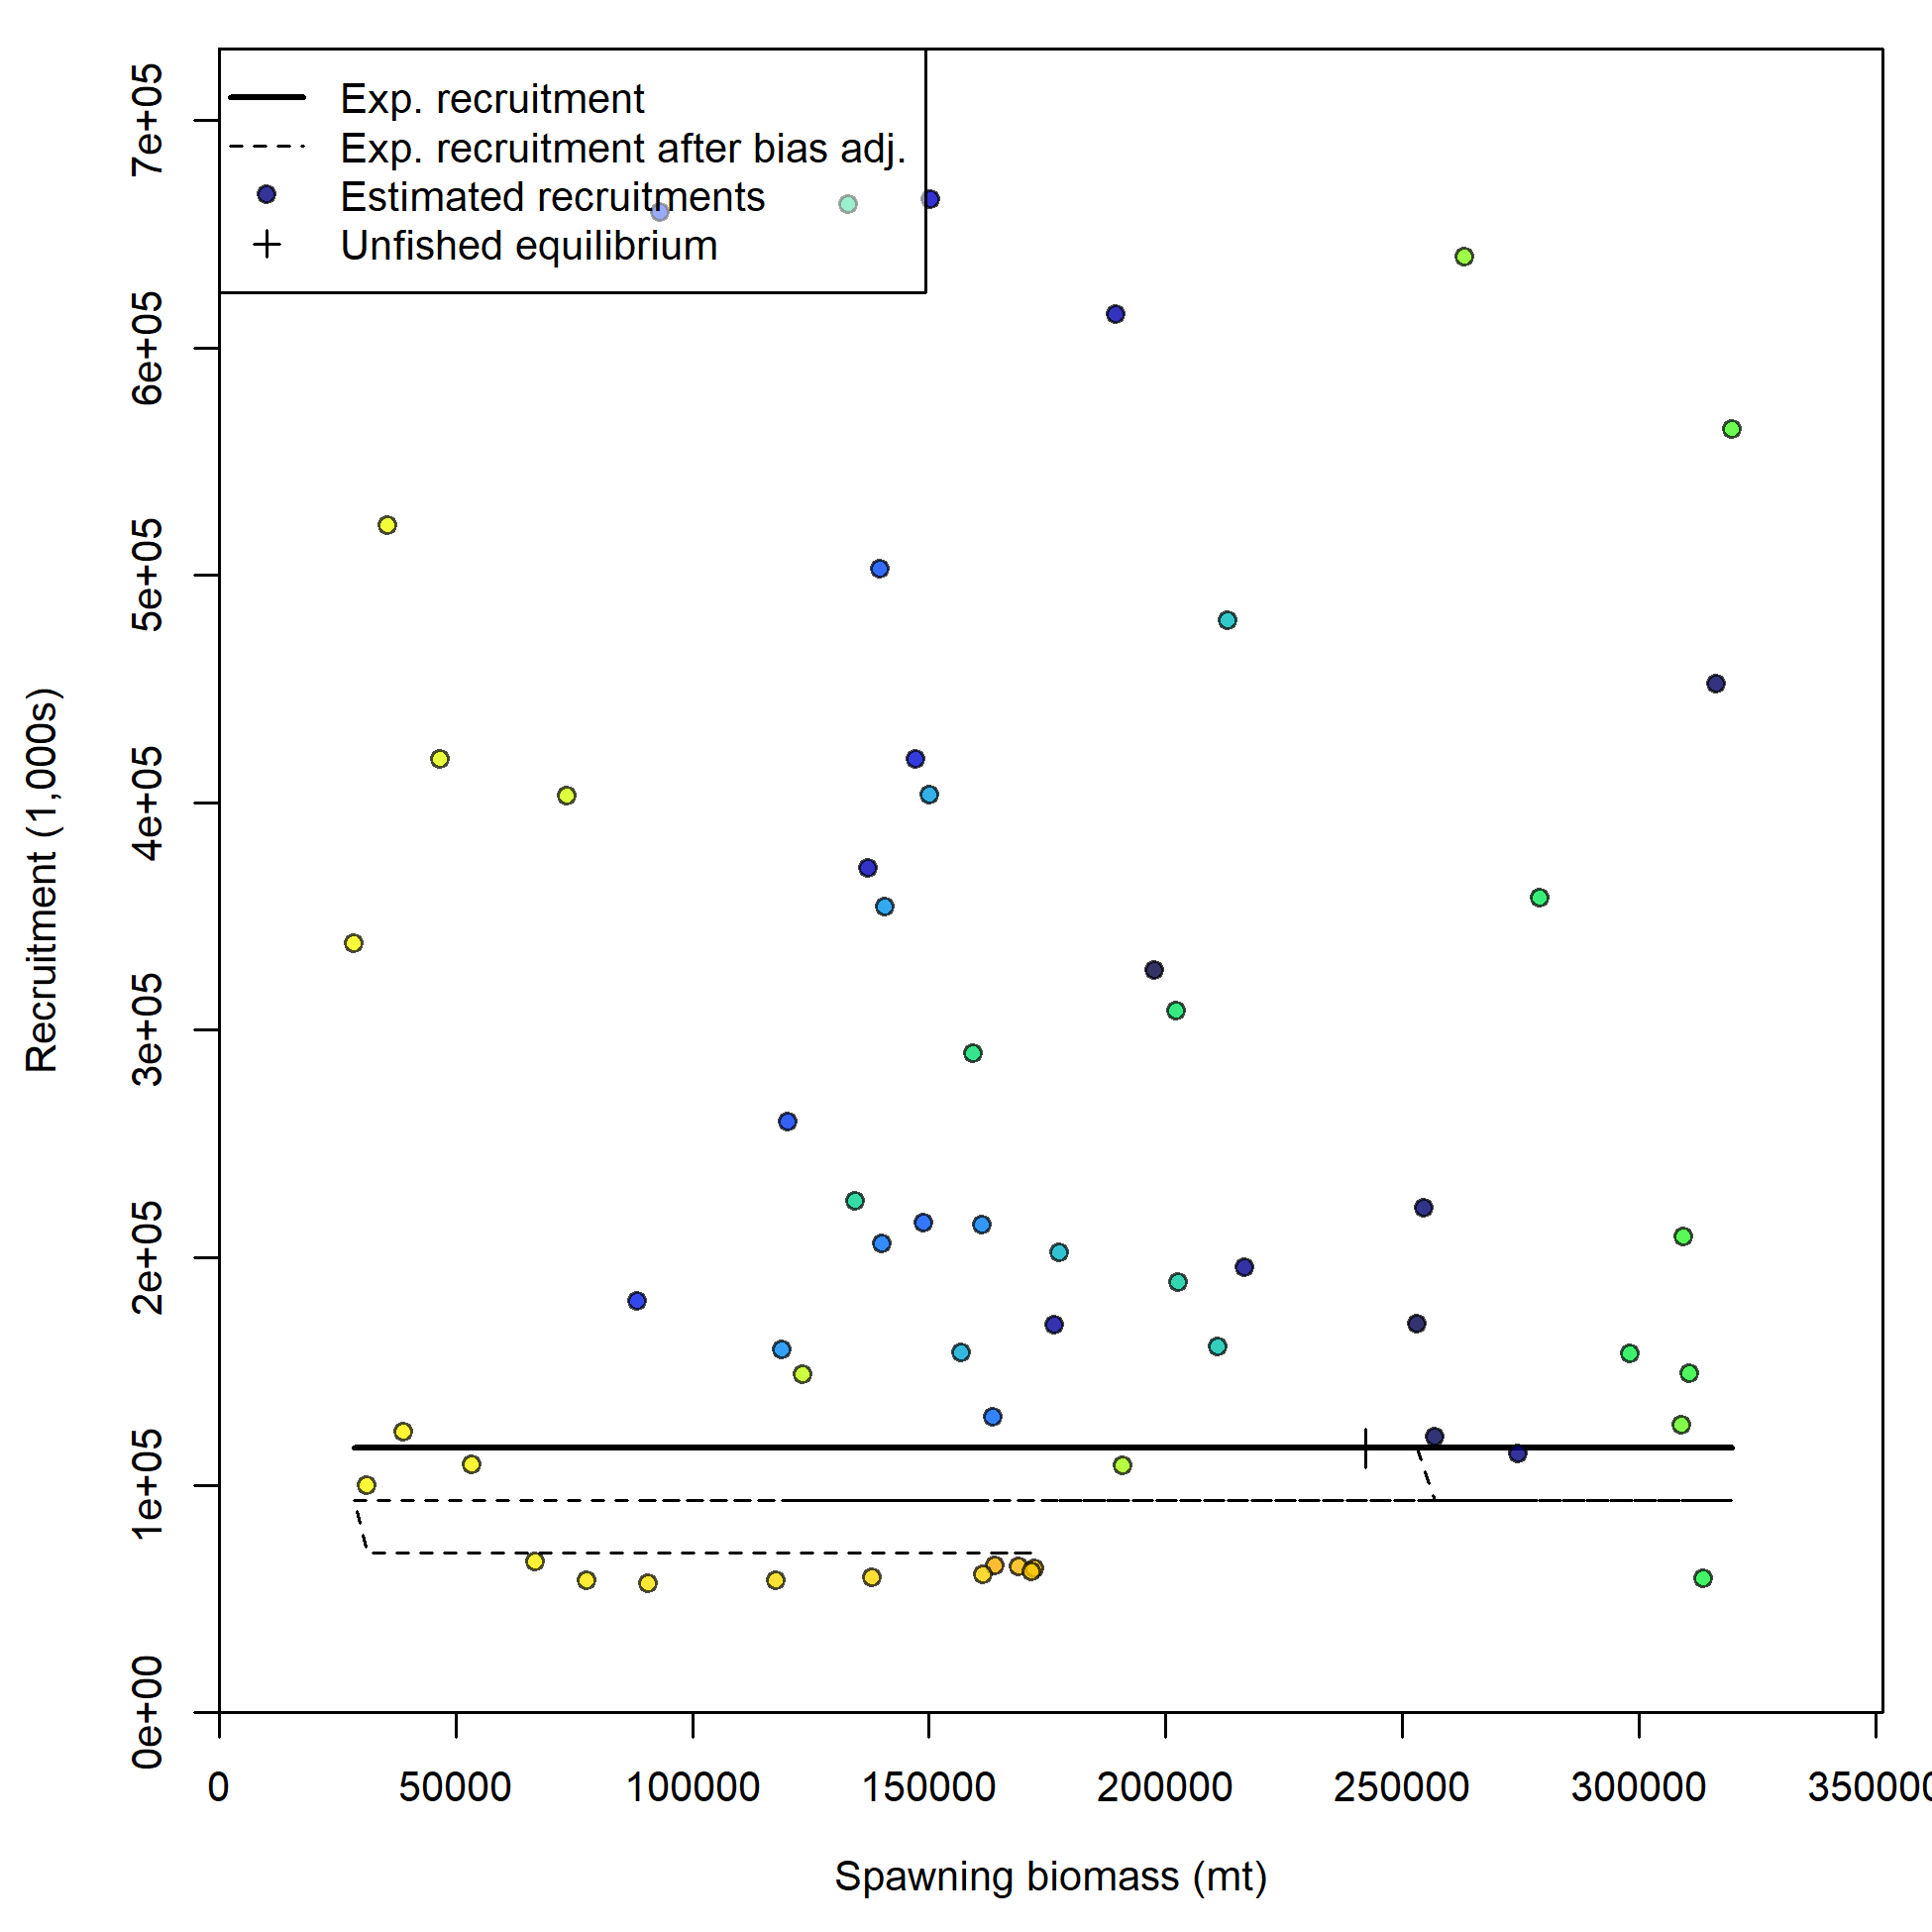 Exp. recruitment
Exp. recruitment after bias adj.
Estimated recruitments
Unfished equilibrium
7e+05
6e+05
5e+05
4e+05
3e+05
2e+05
1e+05
0e+00
Recruitment (1,000s)
0 50000 100000 150000 200000 250000 300000 350000
Spawning biomass (mt)